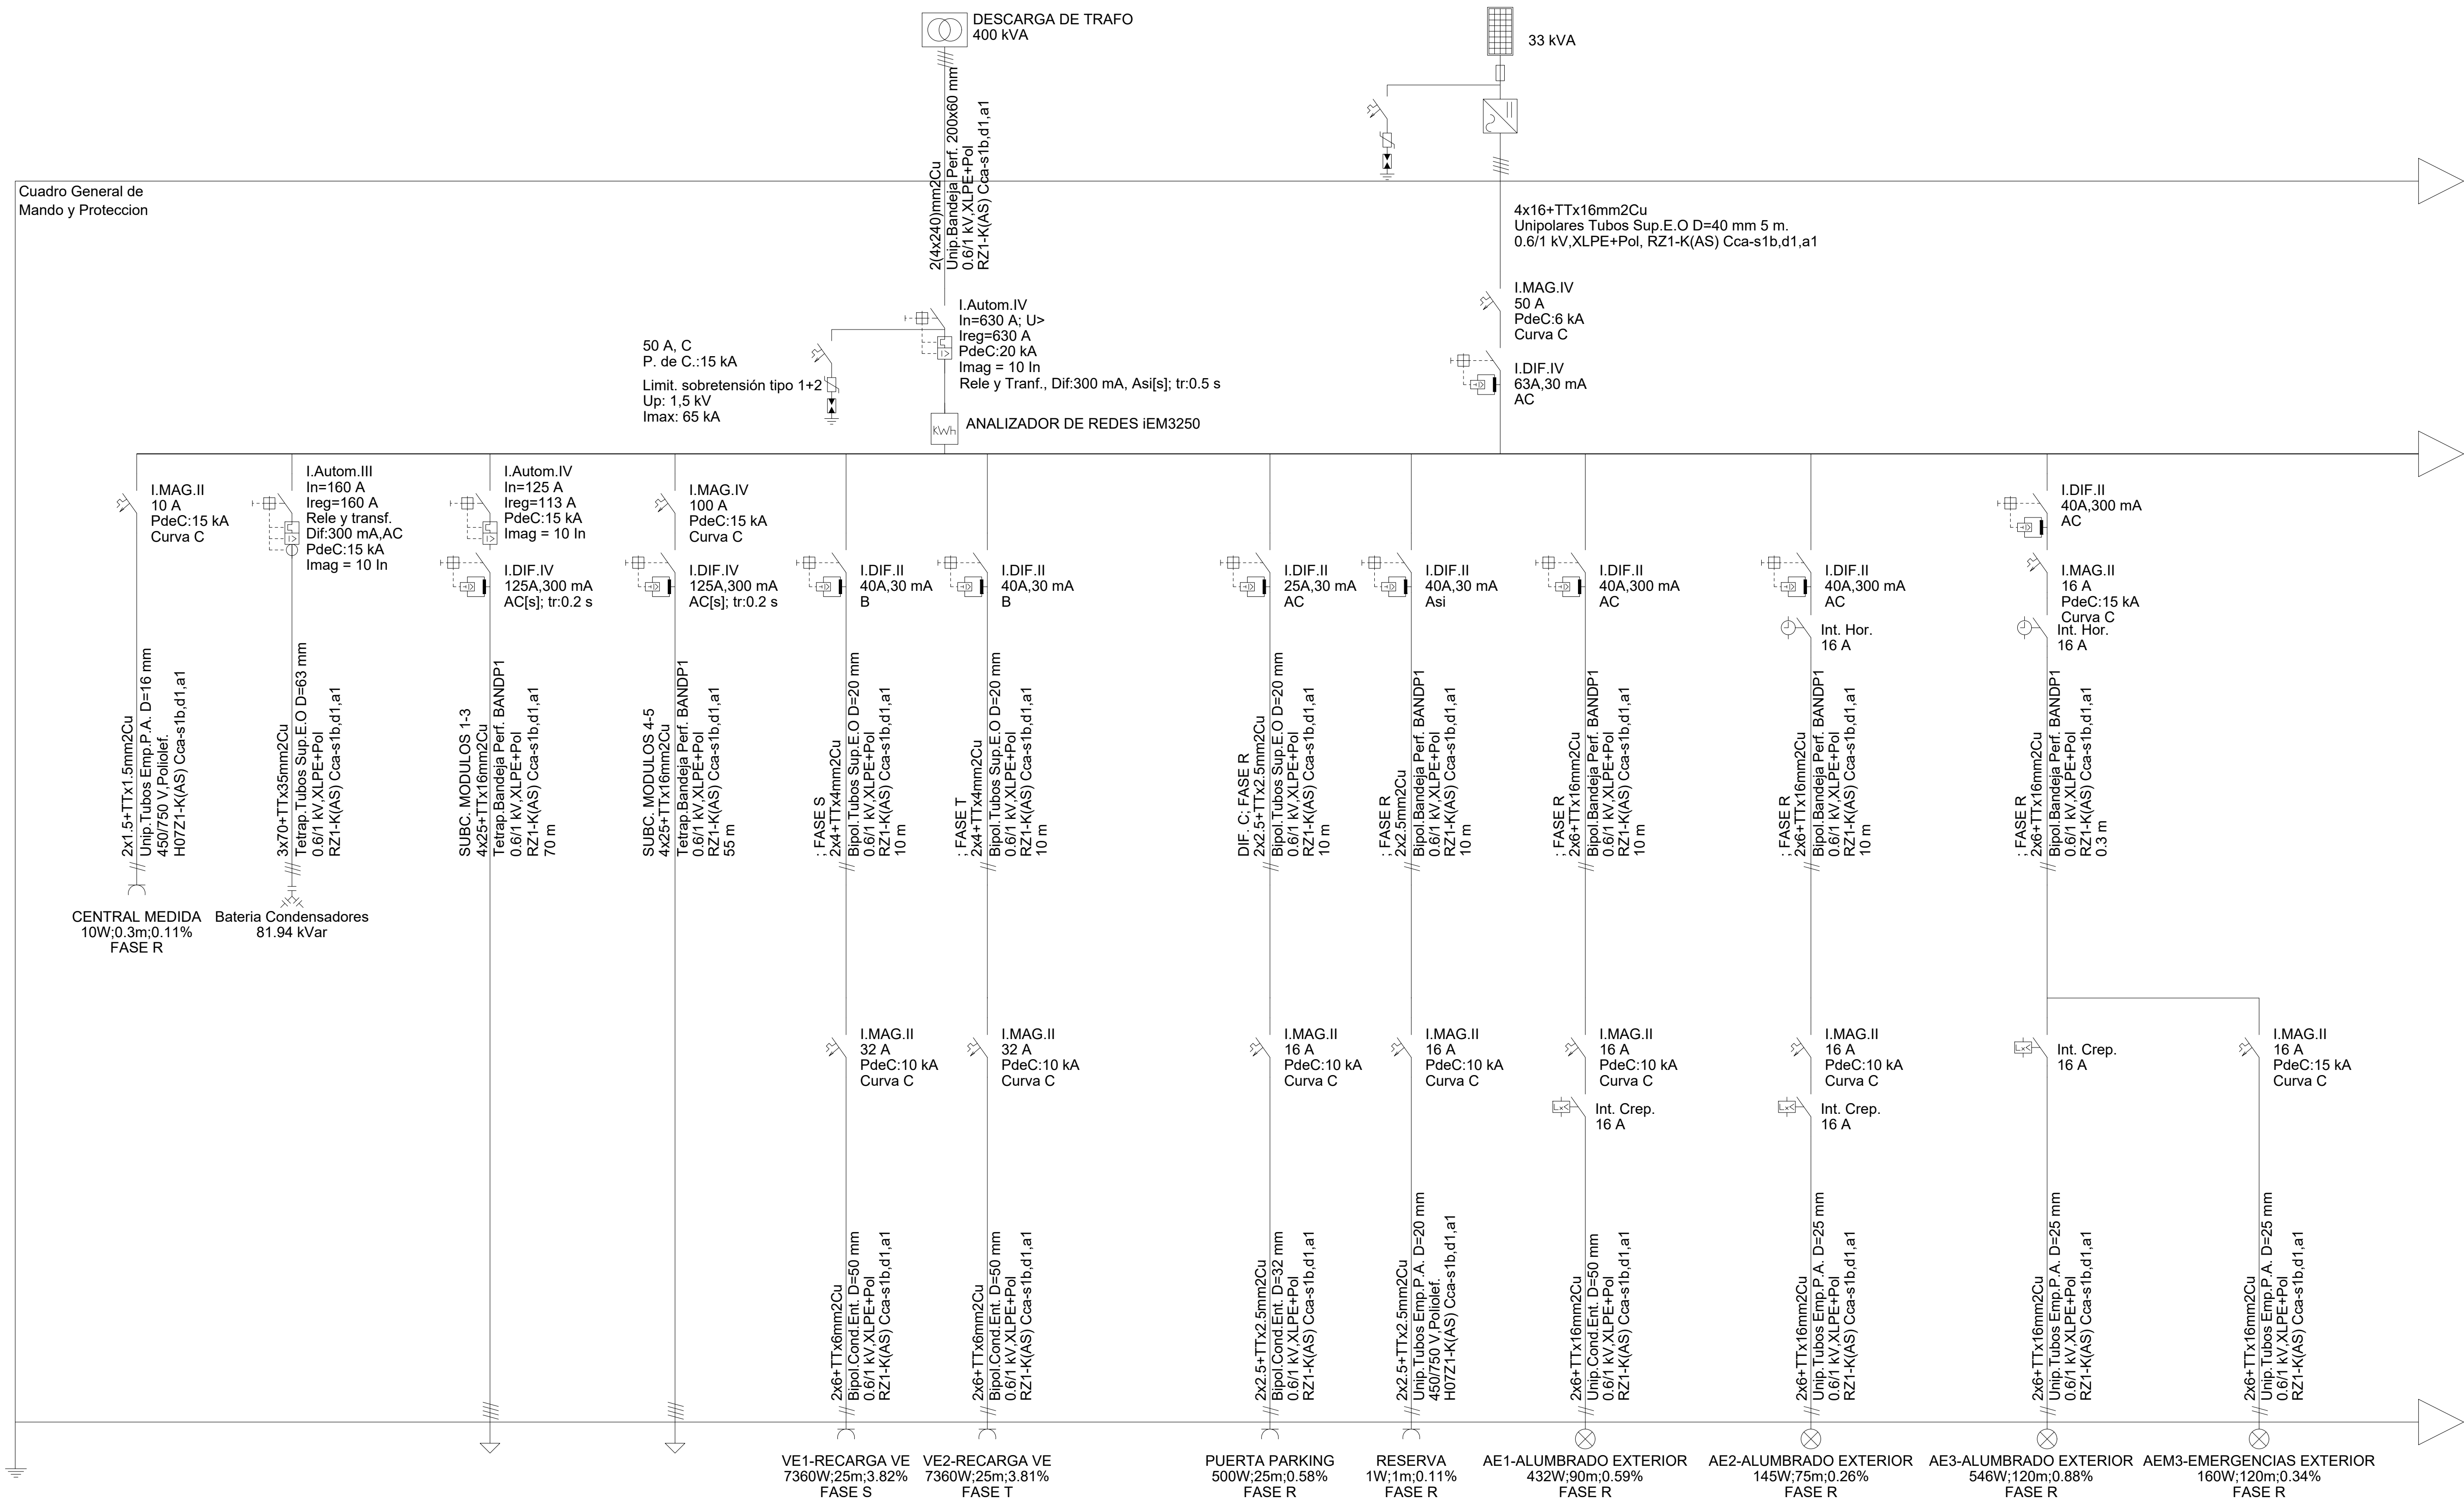 DESCARGA DE TRAFO
400 kVA
33 kVA
2(4x240)mm2Cu
Unip.Bandeja Perf. 200x60 mm
0.6/1 kV,XLPE+Pol
RZ1-K(AS) Cca-s1b,d1,a1
Cuadro General de
Mando y Proteccion
4x16+TTx16mm2Cu
Unipolares Tubos Sup.E.O D=40 mm 5 m.
0.6/1 kV,XLPE+Pol, RZ1-K(AS) Cca-s1b,d1,a1
I.MAG.IV
50 A
PdeC:6 kA
Curva C
I.DIF.IV
63A,30 mA
AC
I.Autom.IV
In=630 A; U>
Ireg=630 A
PdeC:20 kA
Imag = 10 In
Rele y Tranf., Dif:300 mA, Asi[s]; tr:0.5 s
50 A, C
P. de C.:15 kA
Limit. sobretensión tipo 1+2
Up: 1,5 kV
Imax: 65 kA
KWh
ANALIZADOR DE REDES iEM3250
I.MAG.II
10 A
PdeC:15 kA
Curva C
2x1.5+TTx1.5mm2Cu
Unip.Tubos Emp.P.A. D=16 mm
450/750 V,Poliolef.
H07Z1-K(AS) Cca-s1b,d1,a1
CENTRAL MEDIDA
10W;0.3m;0.11%
FASE R
I.Autom.III
In=160 A
Ireg=160 A
Rele y transf.
Dif:300 mA,AC
PdeC:15 kA
Imag = 10 In
3x70+TTx35mm2Cu
Tetrap.Tubos Sup.E.O D=63 mm
0.6/1 kV,XLPE+Pol
RZ1-K(AS) Cca-s1b,d1,a1
Bateria Condensadores
81.94 kVar
I.Autom.IV
In=125 A
Ireg=113 A
PdeC:15 kA
Imag = 10 In
I.DIF.IV
125A,300 mA
AC[s]; tr:0.2 s
SUBC. MODULOS 1-3
4x25+TTx16mm2Cu
Tetrap.Bandeja Perf. BANDP1
0.6/1 kV,XLPE+Pol
RZ1-K(AS) Cca-s1b,d1,a1
70 m
I.MAG.IV
100 A
PdeC:15 kA
Curva C
I.DIF.IV
125A,300 mA
AC[s]; tr:0.2 s
SUBC. MODULOS 4-5
4x25+TTx16mm2Cu
Tetrap.Bandeja Perf. BANDP1
0.6/1 kV,XLPE+Pol
RZ1-K(AS) Cca-s1b,d1,a1
55 m
I.DIF.II
40A,30 mA
B
; FASE S
2x4+TTx4mm2Cu
Bipol.Tubos Sup.E.O D=20 mm
0.6/1 kV,XLPE+Pol
RZ1-K(AS) Cca-s1b,d1,a1
10 m
I.MAG.II
32 A
PdeC:10 kA
Curva C
2x6+TTx6mm2Cu
Bipol.Cond.Ent. D=50 mm
0.6/1 kV,XLPE+Pol
RZ1-K(AS) Cca-s1b,d1,a1
VE1-RECARGA VE
7360W;25m;3.82%
FASE S
I.DIF.II
40A,30 mA
B
; FASE T
2x4+TTx4mm2Cu
Bipol.Tubos Sup.E.O D=20 mm
0.6/1 kV,XLPE+Pol
RZ1-K(AS) Cca-s1b,d1,a1
10 m
I.MAG.II
32 A
PdeC:10 kA
Curva C
2x6+TTx6mm2Cu
Bipol.Cond.Ent. D=50 mm
0.6/1 kV,XLPE+Pol
RZ1-K(AS) Cca-s1b,d1,a1
VE2-RECARGA VE
7360W;25m;3.81%
FASE T
I.DIF.II
25A,30 mA
AC
DIF. C; FASE R
2x2.5+TTx2.5mm2Cu
Bipol.Tubos Sup.E.O D=20 mm
0.6/1 kV,XLPE+Pol
RZ1-K(AS) Cca-s1b,d1,a1
10 m
I.MAG.II
16 A
PdeC:10 kA
Curva C
2x2.5+TTx2.5mm2Cu
Bipol.Cond.Ent. D=32 mm
0.6/1 kV,XLPE+Pol
RZ1-K(AS) Cca-s1b,d1,a1
PUERTA PARKING
500W;25m;0.58%
FASE R
I.DIF.II
40A,30 mA
Asi
; FASE R
2x2.5mm2Cu
Bipol.Bandeja Perf. BANDP1
0.6/1 kV,XLPE+Pol
RZ1-K(AS) Cca-s1b,d1,a1
10 m
I.MAG.II
16 A
PdeC:10 kA
Curva C
2x2.5+TTx2.5mm2Cu
Unip.Tubos Emp.P.A. D=20 mm
450/750 V,Poliolef.
H07Z1-K(AS) Cca-s1b,d1,a1
RESERVA
1W;1m;0.11%
FASE R
I.DIF.II
40A,300 mA
AC
; FASE R
2x6+TTx16mm2Cu
Bipol.Bandeja Perf. BANDP1
0.6/1 kV,XLPE+Pol
RZ1-K(AS) Cca-s1b,d1,a1
10 m
I.MAG.II
16 A
PdeC:10 kA
Curva C
Lx<
Int. Crep.
16 A
2x6+TTx16mm2Cu
Unip.Cond.Ent. D=50 mm
0.6/1 kV,XLPE+Pol
RZ1-K(AS) Cca-s1b,d1,a1
AE1-ALUMBRADO EXTERIOR
432W;90m;0.59%
FASE R
I.DIF.II
40A,300 mA
AC
Int. Hor.
16 A
; FASE R
2x6+TTx16mm2Cu
Bipol.Bandeja Perf. BANDP1
0.6/1 kV,XLPE+Pol
RZ1-K(AS) Cca-s1b,d1,a1
10 m
I.MAG.II
16 A
PdeC:10 kA
Curva C
Lx<
Int. Crep.
16 A
2x6+TTx16mm2Cu
Unip.Tubos Emp.P.A. D=25 mm
0.6/1 kV,XLPE+Pol
RZ1-K(AS) Cca-s1b,d1,a1
AE2-ALUMBRADO EXTERIOR
145W;75m;0.26%
FASE R
I.DIF.II
40A,300 mA
AC
I.MAG.II
16 A
PdeC:15 kA
Curva C
Int. Hor.
16 A
; FASE R
2x6+TTx16mm2Cu
Bipol.Bandeja Perf. BANDP1
0.6/1 kV,XLPE+Pol
RZ1-K(AS) Cca-s1b,d1,a1
0.3 m
Lx<
Int. Crep.
16 A
2x6+TTx16mm2Cu
Unip.Tubos Emp.P.A. D=25 mm
0.6/1 kV,XLPE+Pol
RZ1-K(AS) Cca-s1b,d1,a1
AE3-ALUMBRADO EXTERIOR
546W;120m;0.88%
FASE R
I.MAG.II
16 A
PdeC:15 kA
Curva C
2x6+TTx16mm2Cu
Unip.Tubos Emp.P.A. D=25 mm
0.6/1 kV,XLPE+Pol
RZ1-K(AS) Cca-s1b,d1,a1
AEM3-EMERGENCIAS EXTERIOR
160W;120m;0.34%
FASE R